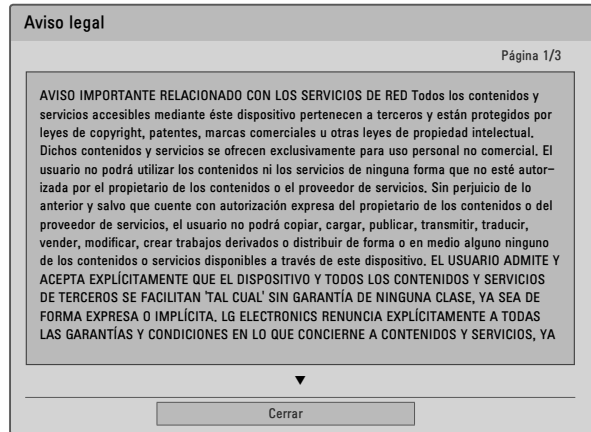 Aviso legal
Página 1/3
AVISO IMPORTANTE RELACIONADO CON LOS SERVICIOS DE RED Todos los contenidos y
servicios accesibles mediante éste dispositivo pertenecen a terceros y están protegidos por
leyes de copyright, patentes, marcas comerciales u otras leyes de propiedad intelectual.
Dichos contenidos y servicios se ofrecen exclusivamente para uso personal no comercial. El
usuario no podrá utilizar los contenidos ni los servicios de ninguna forma que no esté autor-
izada por el propietario de los contenidos o el proveedor de servicios. Sin perjuicio de lo
anterior y salvo que cuente con autorización expresa del propietario de los contenidos o del
proveedor de servicios, el usuario no podrá copiar, cargar, publicar, transmitir, traducir,
vender, modificar, crear trabajos derivados o distribuir de forma o en medio alguno ninguno
de los contenidos o servicios disponibles a través de este dispositivo. EL USUARIO ADMITE Y
ACEPTA EXPLÍCITAMENTE QUE EL DISPOSITIVO Y TODOS LOS CONTENIDOS Y SERVICIOS
DE TERCEROS SE FACILITAN 'TAL CUAL' SIN GARANTÍA DE NINGUNA CLASE, YA SEA DE
FORMA EXPRESA O IMPLÍCITA. LG ELECTRONICS RENUNCIA EXPLÍCITAMENTE A TODAS
LAS GARANTÍAS Y CONDICIONES EN LO QUE CONCIERNE A CONTENIDOS Y SERVICIOS, YA
Cerrar